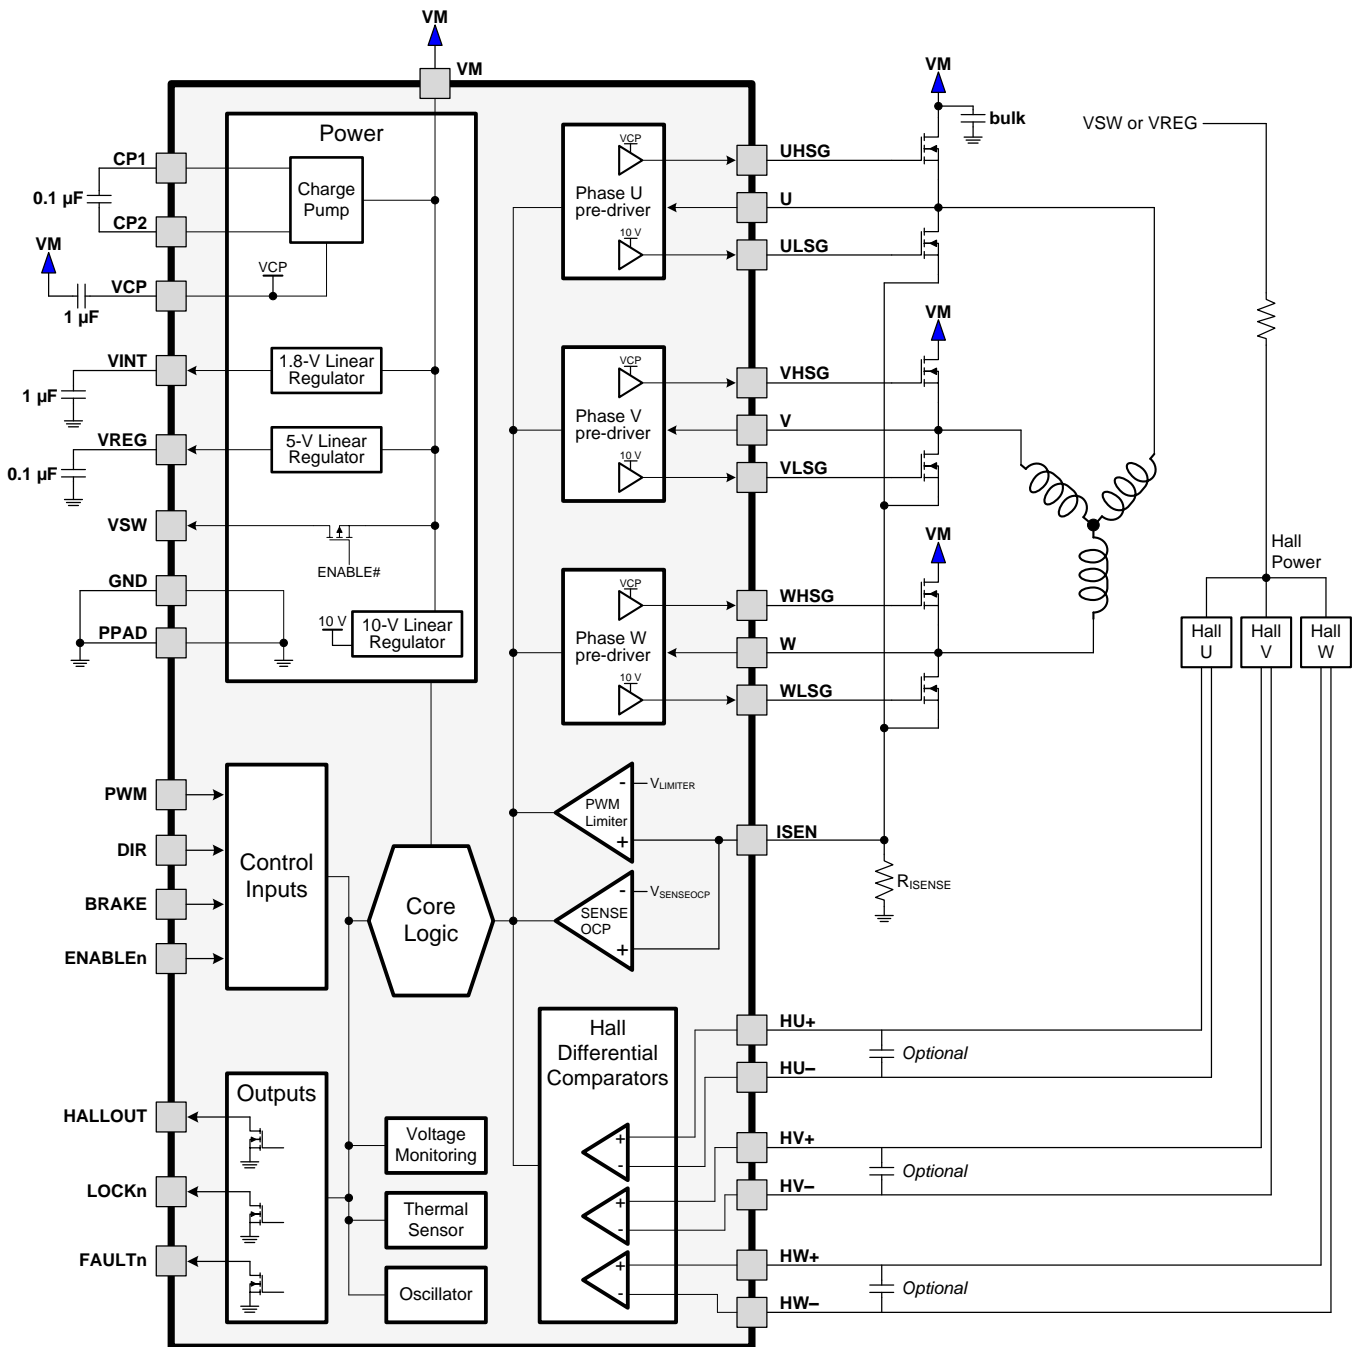 VM
VM
Power
CP1
0.1 µF
CP2
Charge
Pump
VM
VCP
1 µF
VCP
VINT
1 µF
1.8-V Linear
Regulator
VREG
0.1 µF
5-V Linear
Regulator
VSW
ENABLE#
GND
PPAD
10 V
10-V Linear
Regulator
VCP
Phase U
pre-driver
10 V
UHSG
U
ULSG
VM
bulk
VSW or VREG
VCP
Phase V
pre-driver
10 V
VHSG
V
VLSG
VM
VCP
Phase W
pre-driver
10 V
WHSG
W
WLSG
VM
Hall
Power
Hall
U
Hall
V
Hall
W
PWM
DIR
BRAKE
ENABLEn
Control
Inputs
Core
Logic
-
PWM
Limiter
+
VLIMITER
-
SENSE
OCP
+
VSENSEOCP
ISEN
RISENSE
Outputs
HALLOUT
LOCKn
FAULTn
Voltage
Monitoring
Thermal
Sensor
Oscillator
Hall
Differential
Comparators
+
-
+
-
+
-
HU+
Optional
HU–
HV+
Optional
HV–
HW+
Optional
HW–